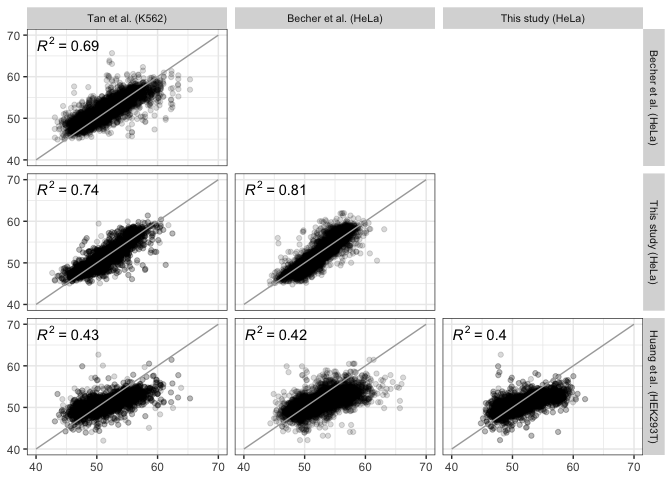 Tan et al. (K562)
Becher et al. (HeLa)
This study (HeLa)
70
60
50
40
R² = 0.69
Becher et al. (HeLa)
70
60
50
40
R² = 0.74
R² = 0.81
This study (HeLa)
70
60
50
40
R² = 0.43
R² = 0.42
R² = 0.4
Huang et al. (HEK293T)
40 50 60 70
40 50 60 70
40 50 60 70